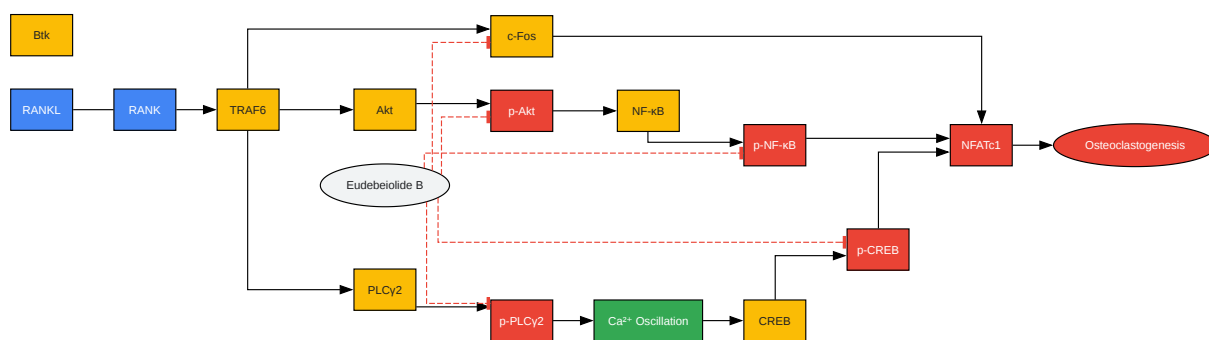 Btk
c-Fos
RANKL
RANK
TRAF6
Akt
p-Akt
NF-κB
p-NF-κB
NFATc1
Osteoclastogenesis
Eudebeiolide B
p-CREB
PLCγ2
p-PLCγ2
Ca²⁺ Oscillation
CREB